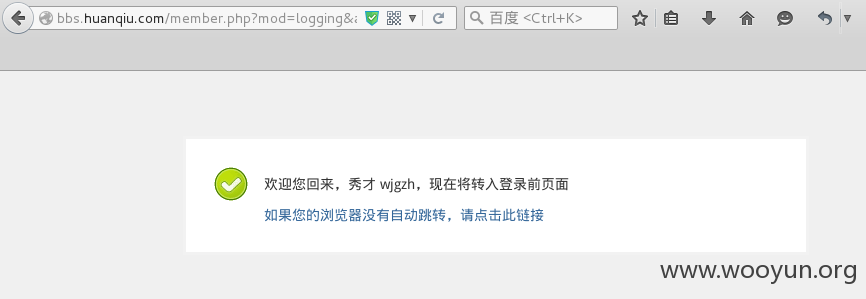 bbs.huanqiu.com/member.php?mod=logging&a
百度 <Ctrl+K>
欢迎您回来，秀才 wjgzh，现在将转入登录前页面
如果您的浏览器没有自动跳转，请点击此链接
www.wooyun.org